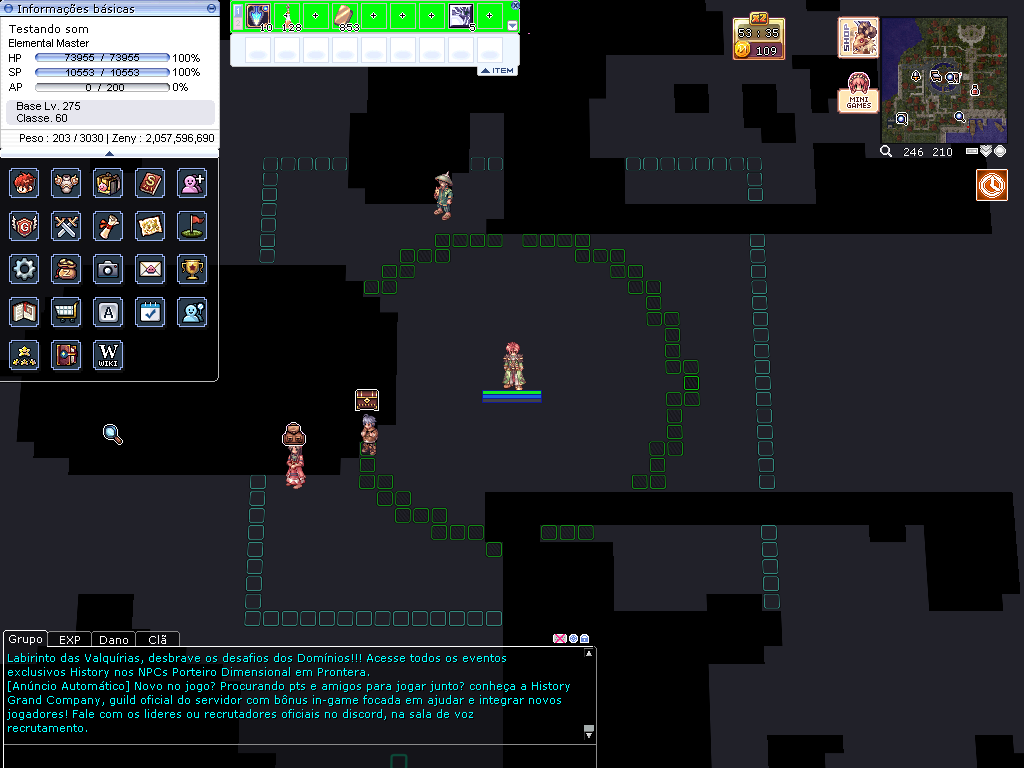 Informações básicas
Testando som
Elemental Master
HP 73955 / 73955 100%
SP 10553 / 10553 100%
AP 0 / 200 0%
Base Lv. 275
Classe. 60
Peso : 203 / 3030 | Zeny : 2,057,596,690
10 128 853 5
ITEM
x2
53 : 35
M 109
SHOP
MINI
GAMES
246 210
S
G
Z
A
W
WIKI
Grupo EXP Dano Clã
Labirinto das Valquírias, desbrave os desafios dos Domínios!!! Acesse todos os eventos
exclusivos History nos NPCs Porteiro Dimensional em Prontera.
[Anúncio Automático] Novo no jogo? Procurando pts e amigos para jogar junto? conheça a History
Grand Company, guild oficial do servidor com bônus in-game focada em ajudar e integrar novos
jogadores! Fale com os lideres ou recrutadores oficiais no discord, na sala de voz
recrutamento.